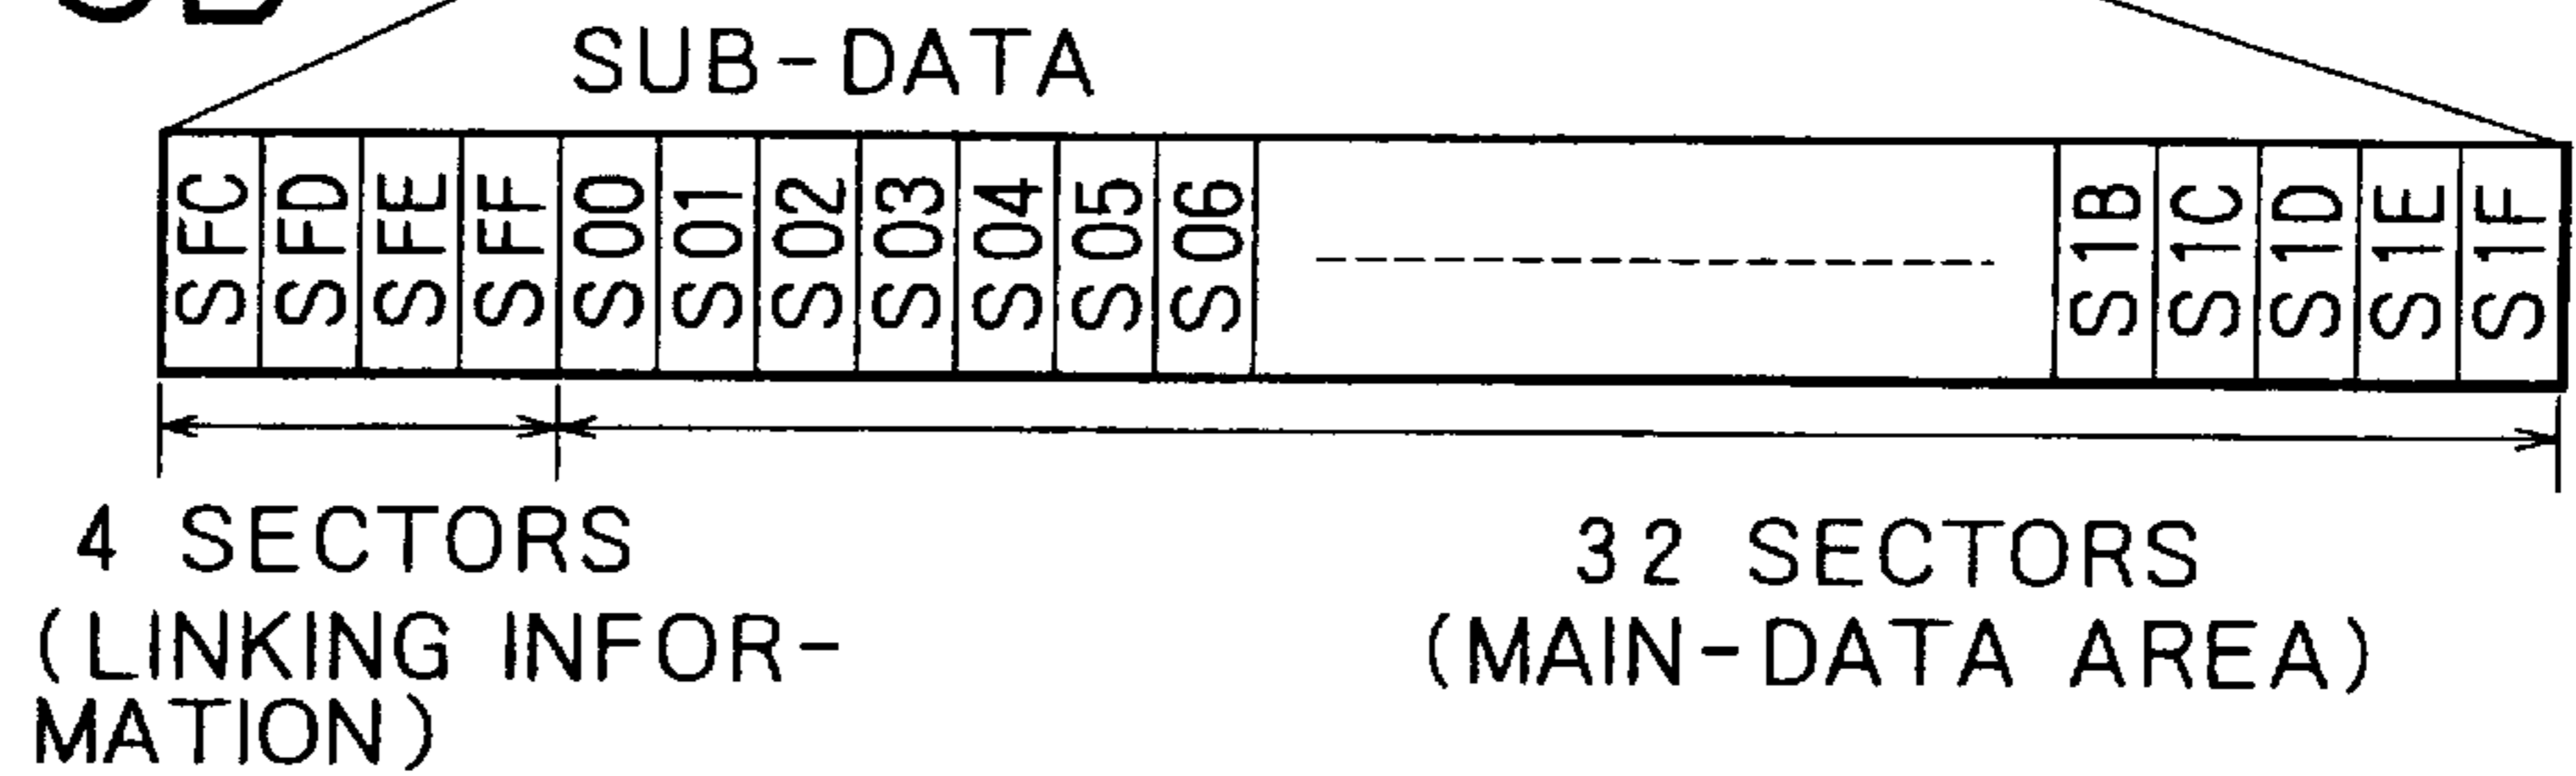 SUB-DATA
SFC SFD SFE SFF S00 S01 S02 S03 S04 S05 S06 S1B S1C S1D S1E S1F
4 SECTORS
(LINKING INFOR-
MATION)
32 SECTORS
(MAIN-DATA AREA)